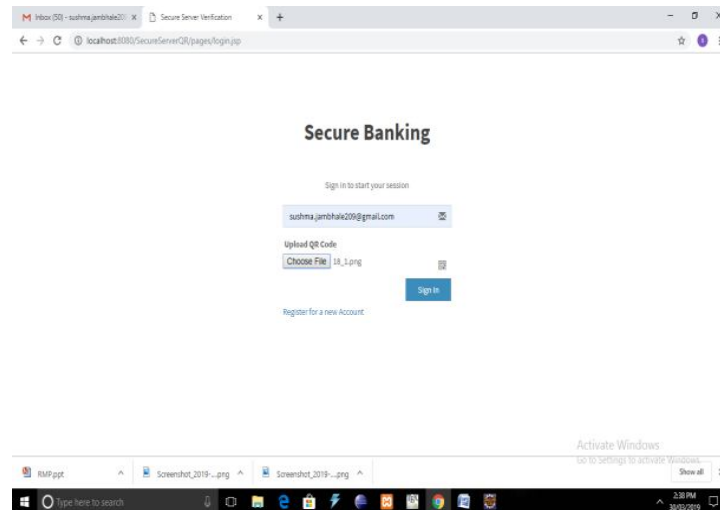 Inbox (50) - sushma.jambhale20 Secure Server Verification
localhost:8080/SecureServerQR/pages/login.jsp
Secure Banking
Sign in to start your session
sushma.jambhale209@gmail.com
Upload QR Code
Choose File 18_1.png
Sign In
Register for a new Account
Activate Windows
Go to Settings to activate Windows.
RMP.ppt Screenshot_2019-....png Screenshot_2019-....png Show all
Type here to search 2:38 PM
30/03/2019